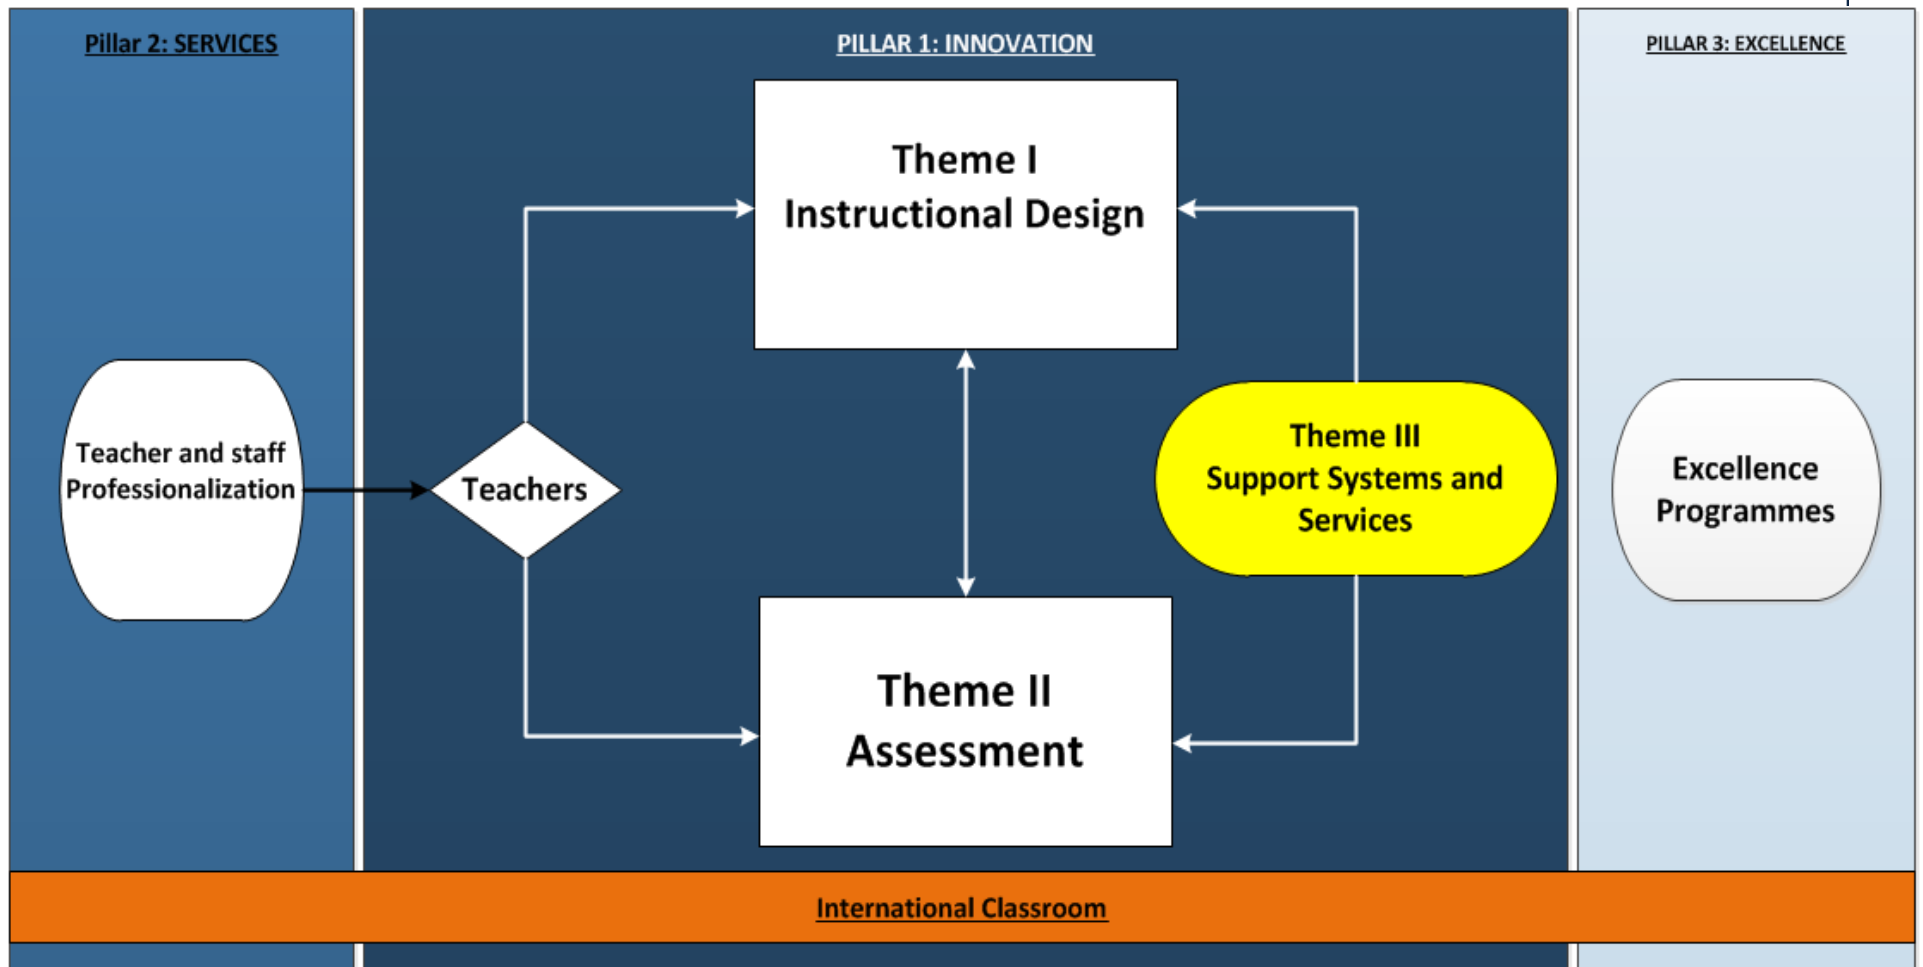 Pillar 2: SERVICES
PILLAR 1: INNOVATION
PILLAR 3: EXCELLENCE
Theme I
Instructional Design
Teacher and staff
Professionalization
Teachers
Theme III
Support Systems and
Services
Excellence
Programmes
Theme II
Assessment
International Classroom